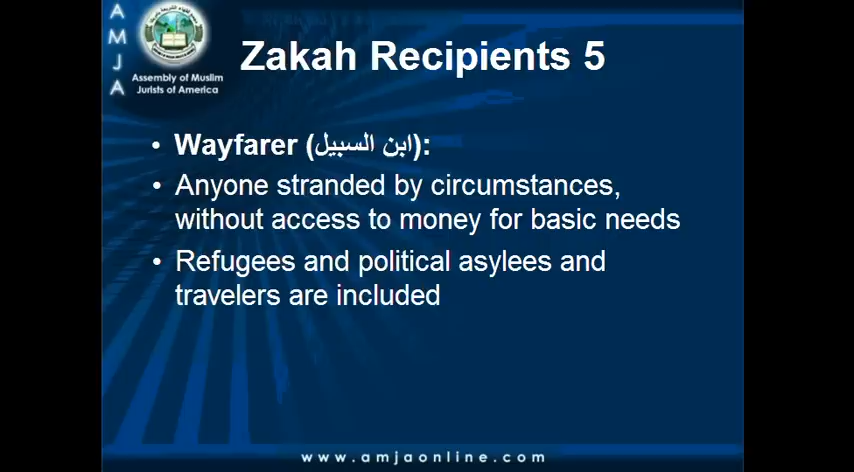 A
M
J
A
Assembly of Muslim
Jurists of America
Zakah Recipients 5
• Wayfarer (ابن السبيل):
• Anyone stranded by circumstances,
without access to money for basic needs
• Refugees and political asylees and
travelers are included
www.amjaonline.com